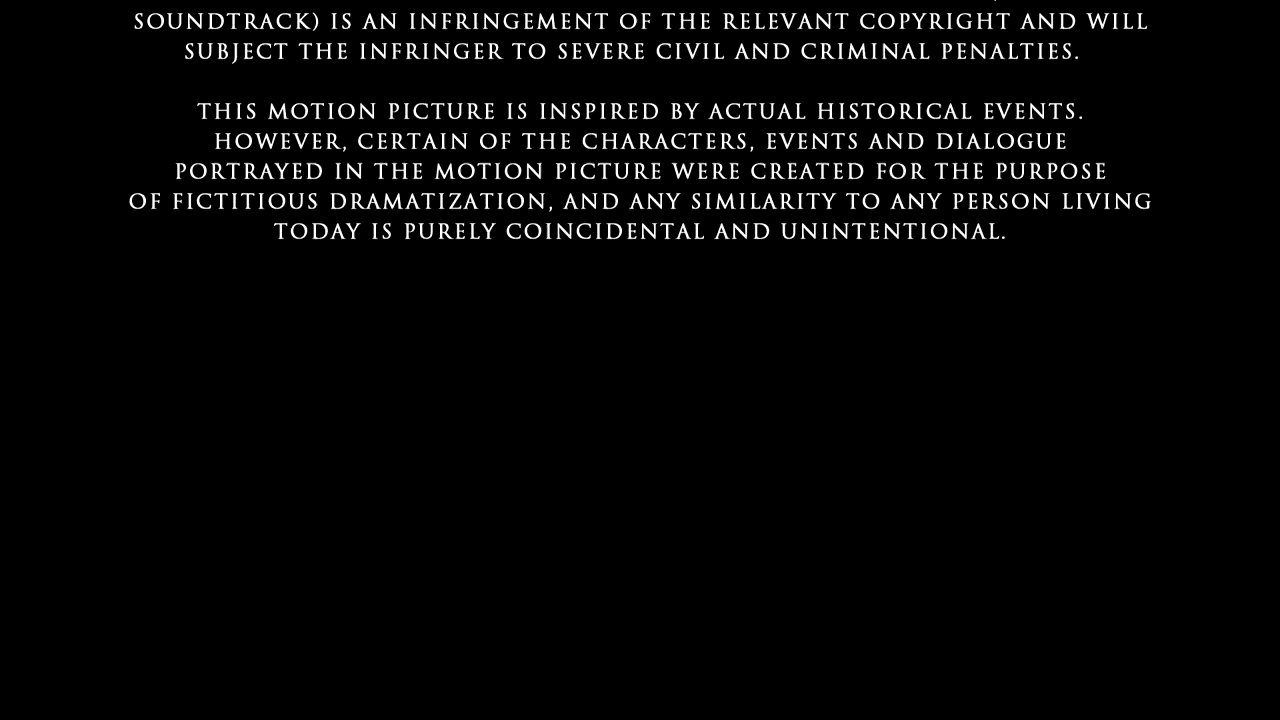 SOUNDTRACK) IS AN INFRINGEMENT OF THE RELEVANT COPYRIGHT AND WILL
SUBJECT THE INFRINGER TO SEVERE CIVIL AND CRIMINAL PENALTIES.
THIS MOTION PICTURE IS INSPIRED BY ACTUAL HISTORICAL EVENTS.
HOWEVER, CERTAIN OF THE CHARACTERS, EVENTS AND DIALOGUE
PORTRAYED IN THE MOTION PICTURE WERE CREATED FOR THE PURPOSE
OF FICTITIOUS DRAMATIZATION, AND ANY SIMILARITY TO ANY PERSON LIVING
TODAY IS PURELY COINCIDENTAL AND UNINTENTIONAL.